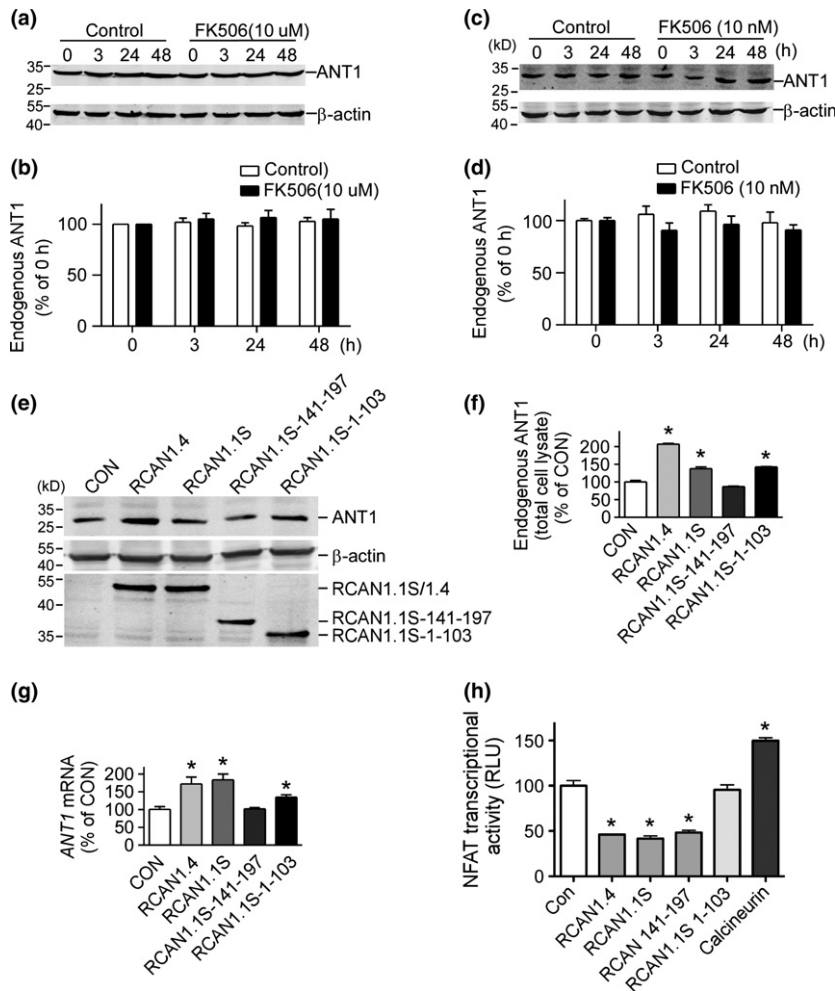 (a)
Control FK506(10 uM)
0 3 24 48 0 3 24 48
35
25
ANT1
55
40
β-actin
(b)
Control)
FK506(10 uM)
Endogenous ANT1
(% of 0 h)
100
50
0 3 24 48 (h)
(c)
Control FK506 (10 nM)
(kD) 0 3 24 48 0 3 24 48 (h)
35
25
ANT1
55
40
β-actin
(d)
Control
FK506 (10 nM)
Endogenous ANT1
(% of 0 h)
100
50
0 3 24 48 (h)
(e)
CON RCAN1.4 RCAN1.1S RCAN1.1S-141-197 RCAN1.1S-1-103
(kD)
35
25
ANT1
55
40
β-actin
55
40
35
RCAN1.1S/1.4
RCAN1.1S-141-197
RCAN1.1S-1-103
(f)
Endogenous ANT1
(total cell lysate)
(% of CON)
200
150
100
50
0
* * *
CON RCAN1.4 RCAN1.1S RCAN1.1S-141-197 RCAN1.1S-1-103
(g)
ANT1 mRNA
(% of CON)
200
150
100
50
0
* * *
CON RCAN1.4 RCAN1.1S RCAN1.1S-141-197 RCAN1.1S-1-103
(h)
NFAT transcriptional
activity (RLU)
150
100
50
0
* * * *
Con RCAN1.4 RCAN1.1S RCAN 141-197 RCAN1.1S 1-103 Calcineurin